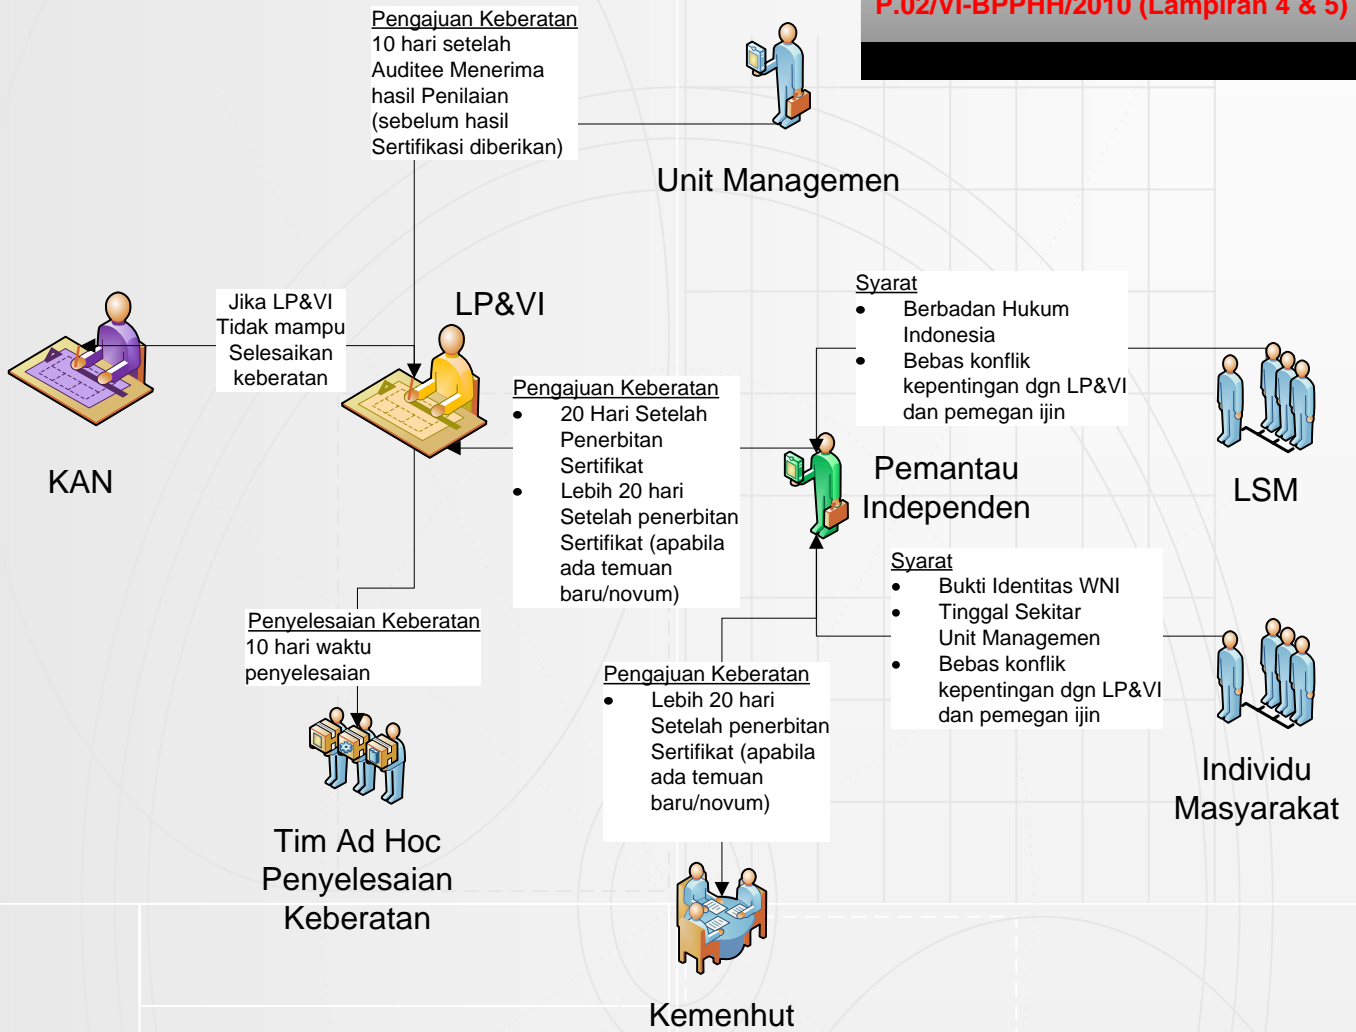 P.02/VI-BPPHH/2010 (Lampiran 4 & 5)
Pengajuan Keberatan
10 hari setelah
Auditee Menerima
hasil Penilaian
(sebelum hasil
Sertifikasi diberikan)
Unit Managemen
Jika LP&VI
Tidak mampu
Selesaikan
keberatan
LP&VI
KAN
Syarat
• Berbadan Hukum
Indonesia
• Bebas konflik
kepentingan dgn LP&VI
dan pemegan ijin
LSM
Pengajuan Keberatan
• 20 Hari Setelah
Penerbitan
Sertifikat
• Lebih 20 hari
Setelah penerbitan
Sertifikat (apabila
ada temuan
baru/novum)
Pemantau
Independen
Syarat
• Bukti Identitas WNI
• Tinggal Sekitar
Unit Managemen
• Bebas konflik
kepentingan dgn LP&VI
dan pemegan ijin
Individu
Masyarakat
Penyelesaian Keberatan
10 hari waktu
penyelesaian
Tim Ad Hoc
Penyelesaian
Keberatan
Pengajuan Keberatan
• Lebih 20 hari
Setelah penerbitan
Sertifikat (apabila
ada temuan
baru/novum)
Kemenhut